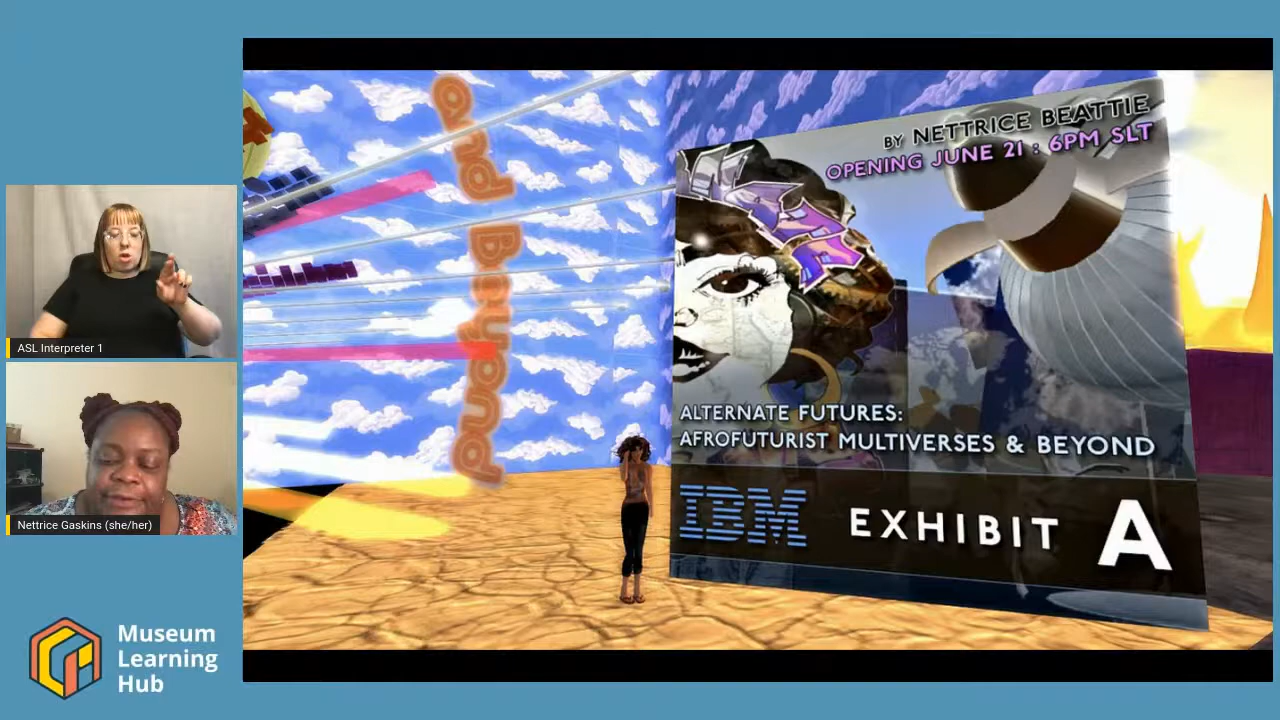 ASL Interpreter 1
Nettrice Gaskins (she/her)
Museum
Learning
Hub
and Beyond
BY NETTRICE BEATTIE
OPENING JUNE 21 : 6PM SLT
ALTERNATE FUTURES:
AFROFUTURIST MULTIVERSES & BEYOND
IBM EXHIBIT A